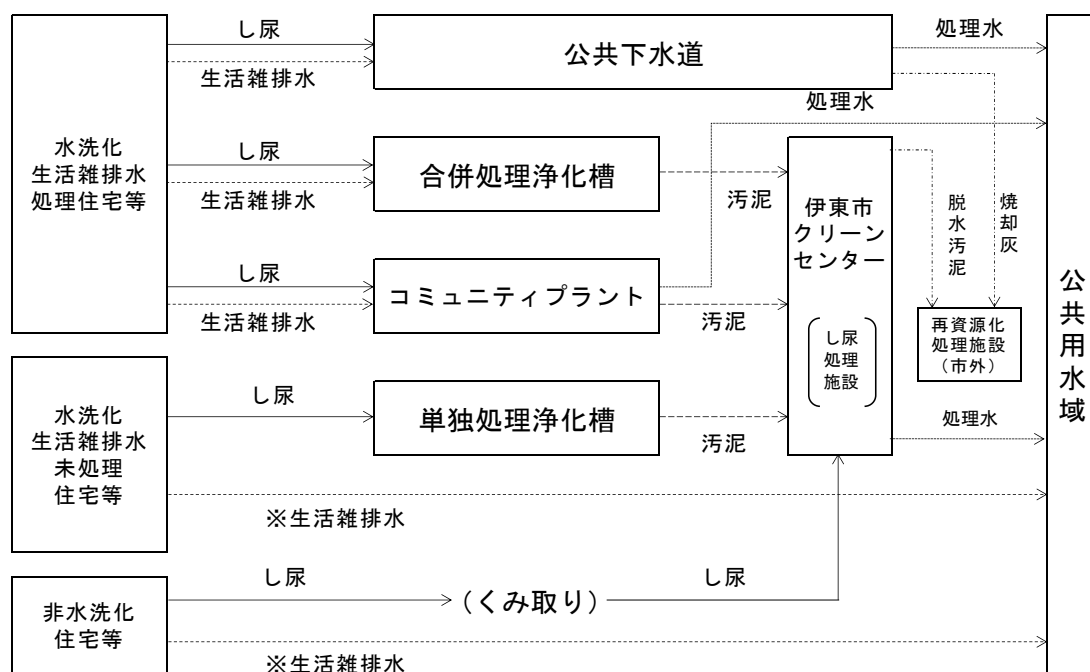 し尿
生活雑排水
公共下水道
処理水
処理水
水洗化
生活雑排水
処理住宅等
し尿
生活雑排水
合併処理浄化槽
汚泥
伊東市
クリーン
センター
し尿
処理
施設
脱水汚泥
焼却灰
し尿
生活雑排水
コミュニティプラント
汚泥
再資源化
処理施設
（市外）
公共用水域
水洗化
生活雑排水
未処理
住宅等
し尿
単独処理浄化槽
汚泥
処理水
※生活雑排水
非水洗化
住宅等
し尿
(くみ取り)
し尿
※生活雑排水